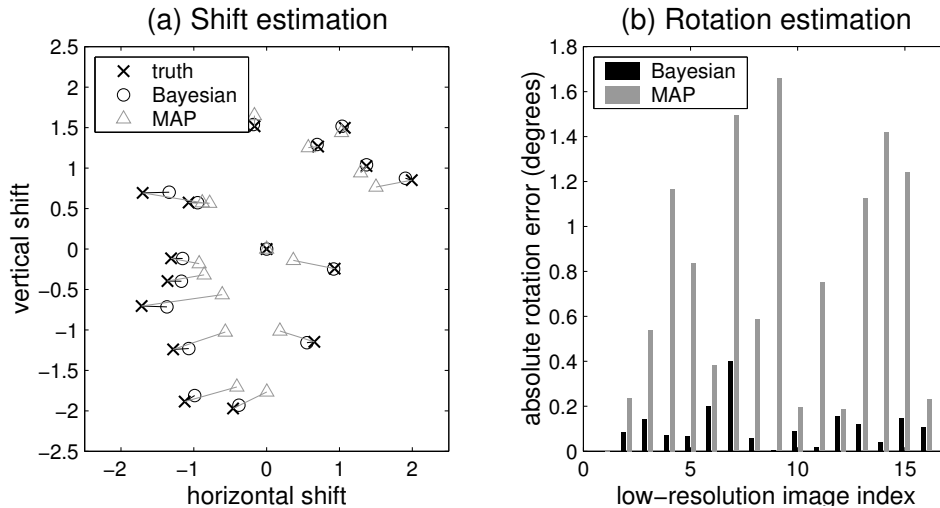 (a) Shift estimation
2.5
2
1.5
1
0.5
0
−0.5
−1
−1.5
−2
−2.5
vertical shift
truth
Bayesian
MAP
−2
−1
0
1
2
horizontal shift
(b) Rotation estimation
1.8
1.6
1.4
1.2
1
0.8
0.6
0.4
0.2
0
absolute rotation error (degrees)
Bayesian
MAP
5
10
15
low−resolution image index